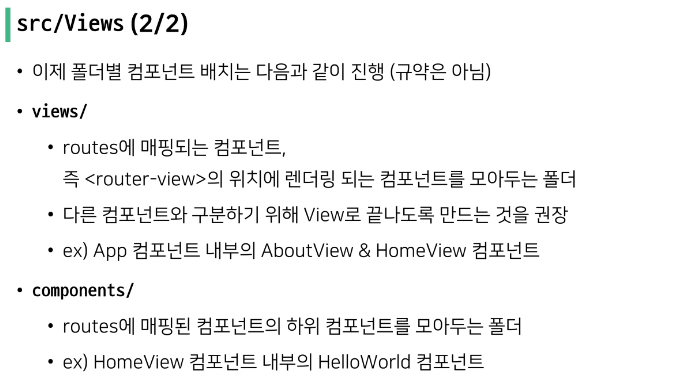 src/Views (2/2)
• 이제 폴더별 컴포넌트 배치는 다음과 같이 진행 (규약은 아님)
• views/
• routes에 매핑되는 컴포넌트,
즉 <router-view>의 위치에 렌더링 되는 컴포넌트를 모아두는 폴더
• 다른 컴포넌트와 구분하기 위해 View로 끝나도록 만드는 것을 권장
• ex) App 컴포넌트 내부의 AboutView & HomeView 컴포넌트
• components/
• routes에 매핑된 컴포넌트의 하위 컴포넌트를 모아두는 폴더
• ex) HomeView 컴포넌트 내부의 HelloWorld 컴포넌트